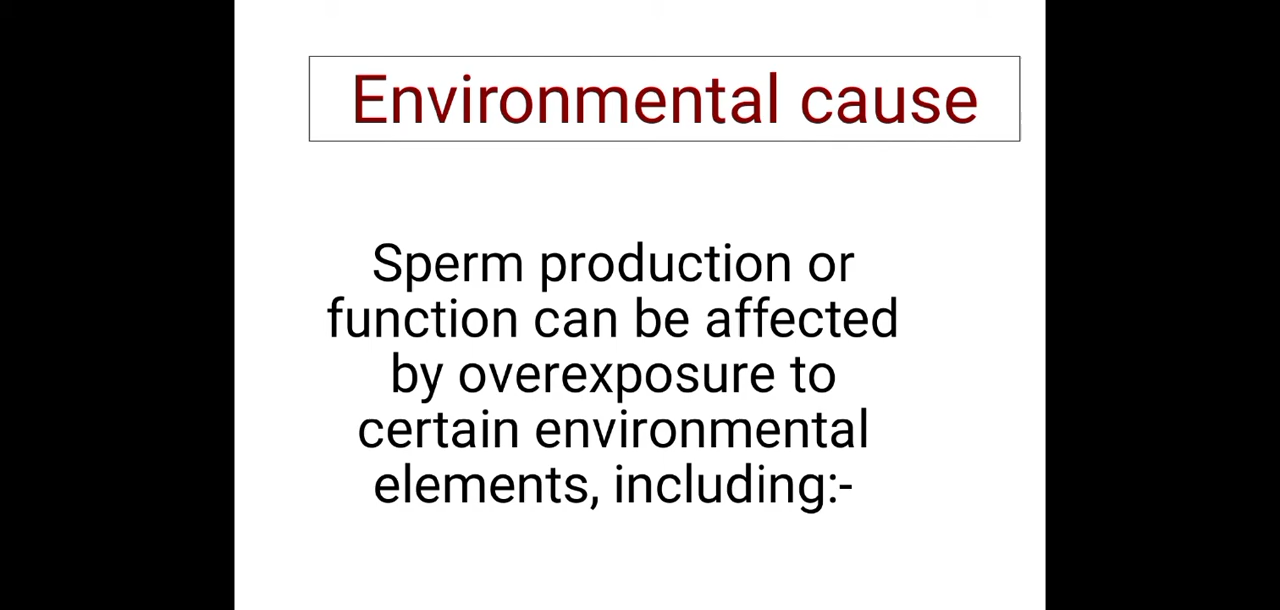 Environmental cause
Sperm production or
function can be affected
by overexposure to
certain environmental
elements, including:-